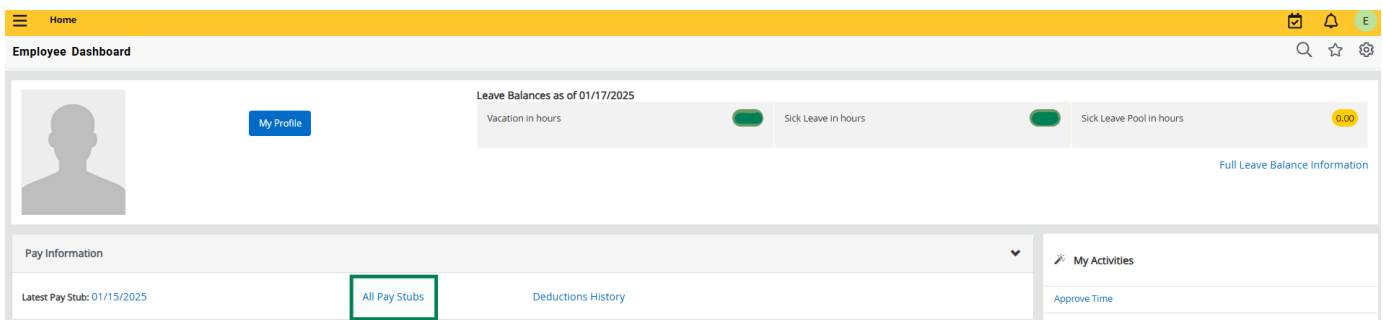 Home
E
Employee Dashboard
Leave Balances as of 01/17/2025
My Profile
Vacation in hours
Sick Leave in hours
Sick Leave Pool in hours
0.00
Full Leave Balance Information
Pay Information
My Activities
Latest Pay Stub: 01/15/2025
All Pay Stubs
Deductions History
Approve Time